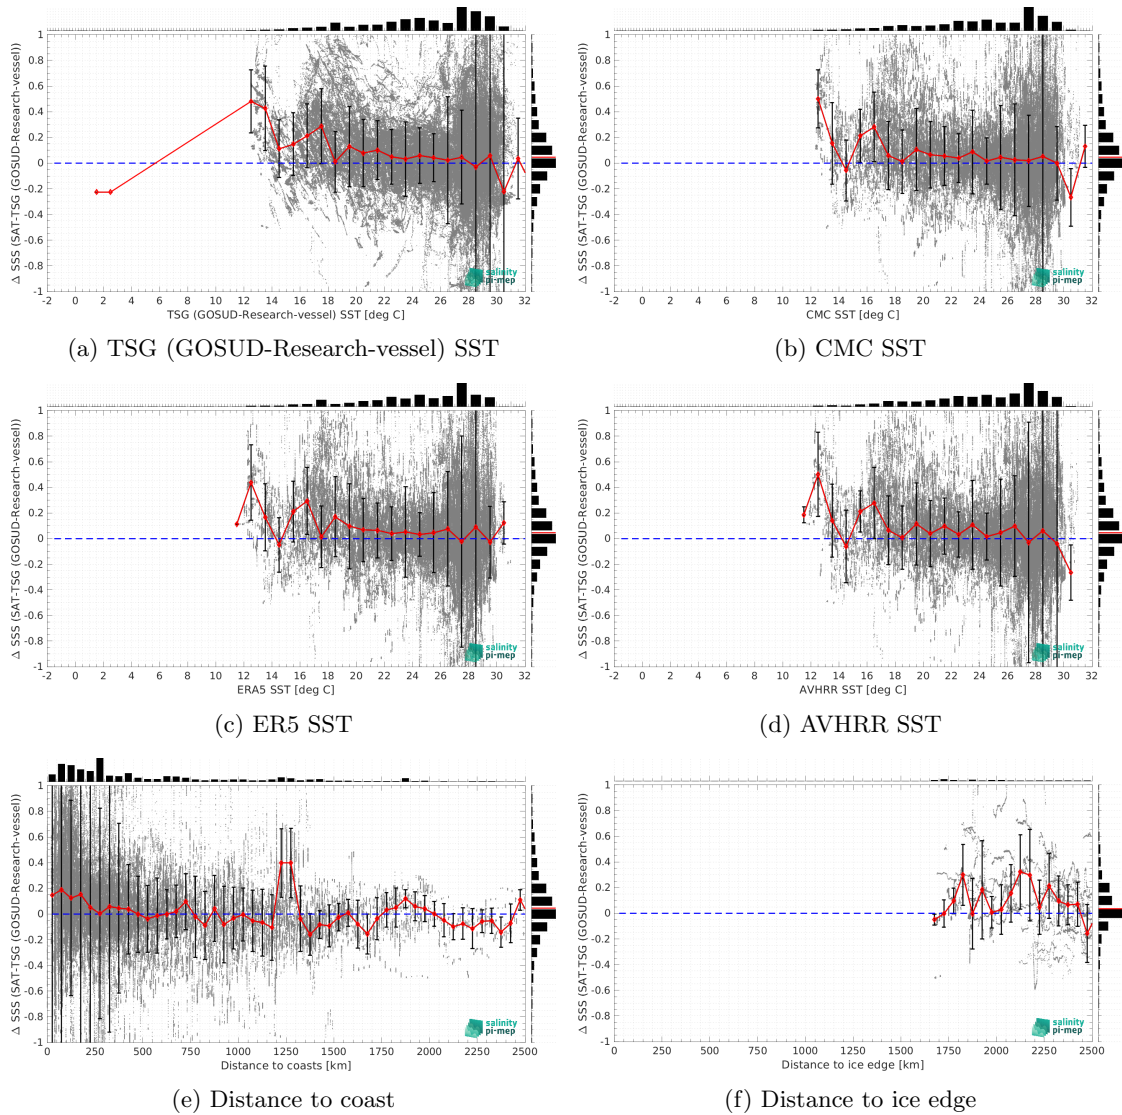 1
0.8
0.6
0.4
0.2
0
-0.2
-0.4
-0.6
-0.8
-1
Δ SSS (SAT-TSG (GOSUD-Research-vessel))
-2 0 2 4 6 8 10 12 14 16 18 20 22 24 26 28 30 32
TSG (GOSUD-Research-vessel) SST [deg C]
salinity
pi-mep
(a) TSG (GOSUD-Research-vessel) SST
1
0.8
0.6
0.4
0.2
0
-0.2
-0.4
-0.6
-0.8
-1
Δ SSS (SAT-TSG (GOSUD-Research-vessel))
-2 0 2 4 6 8 10 12 14 16 18 20 22 24 26 28 30 32
CMC SST [deg C]
salinity
pi-mep
(b) CMC SST
1
0.8
0.6
0.4
0.2
0
-0.2
-0.4
-0.6
-0.8
-1
Δ SSS (SAT-TSG (GOSUD-Research-vessel))
-2 0 2 4 6 8 10 12 14 16 18 20 22 24 26 28 30 32
ERA5 SST [deg C]
salinity
pi-mep
(c) ER5 SST
1
0.8
0.6
0.4
0.2
0
-0.2
-0.4
-0.6
-0.8
-1
Δ SSS (SAT-TSG (GOSUD-Research-vessel))
-2 0 2 4 6 8 10 12 14 16 18 20 22 24 26 28 30 32
AVHRR SST [deg C]
salinity
pi-mep
(d) AVHRR SST
1
0.8
0.6
0.4
0.2
0
-0.2
-0.4
-0.6
-0.8
-1
Δ SSS (SAT-TSG (GOSUD-Research-vessel))
0 250 500 750 1000 1250 1500 1750 2000 2250 2500
Distance to coasts [km]
salinity
pi-mep
(e) Distance to coast
1
0.8
0.6
0.4
0.2
0
-0.2
-0.4
-0.6
-0.8
-1
Δ SSS (SAT-TSG (GOSUD-Research-vessel))
0 250 500 750 1000 1250 1500 1750 2000 2250 2500
Distance to ice edge [km]
salinity
pi-mep
(f) Distance to ice edge